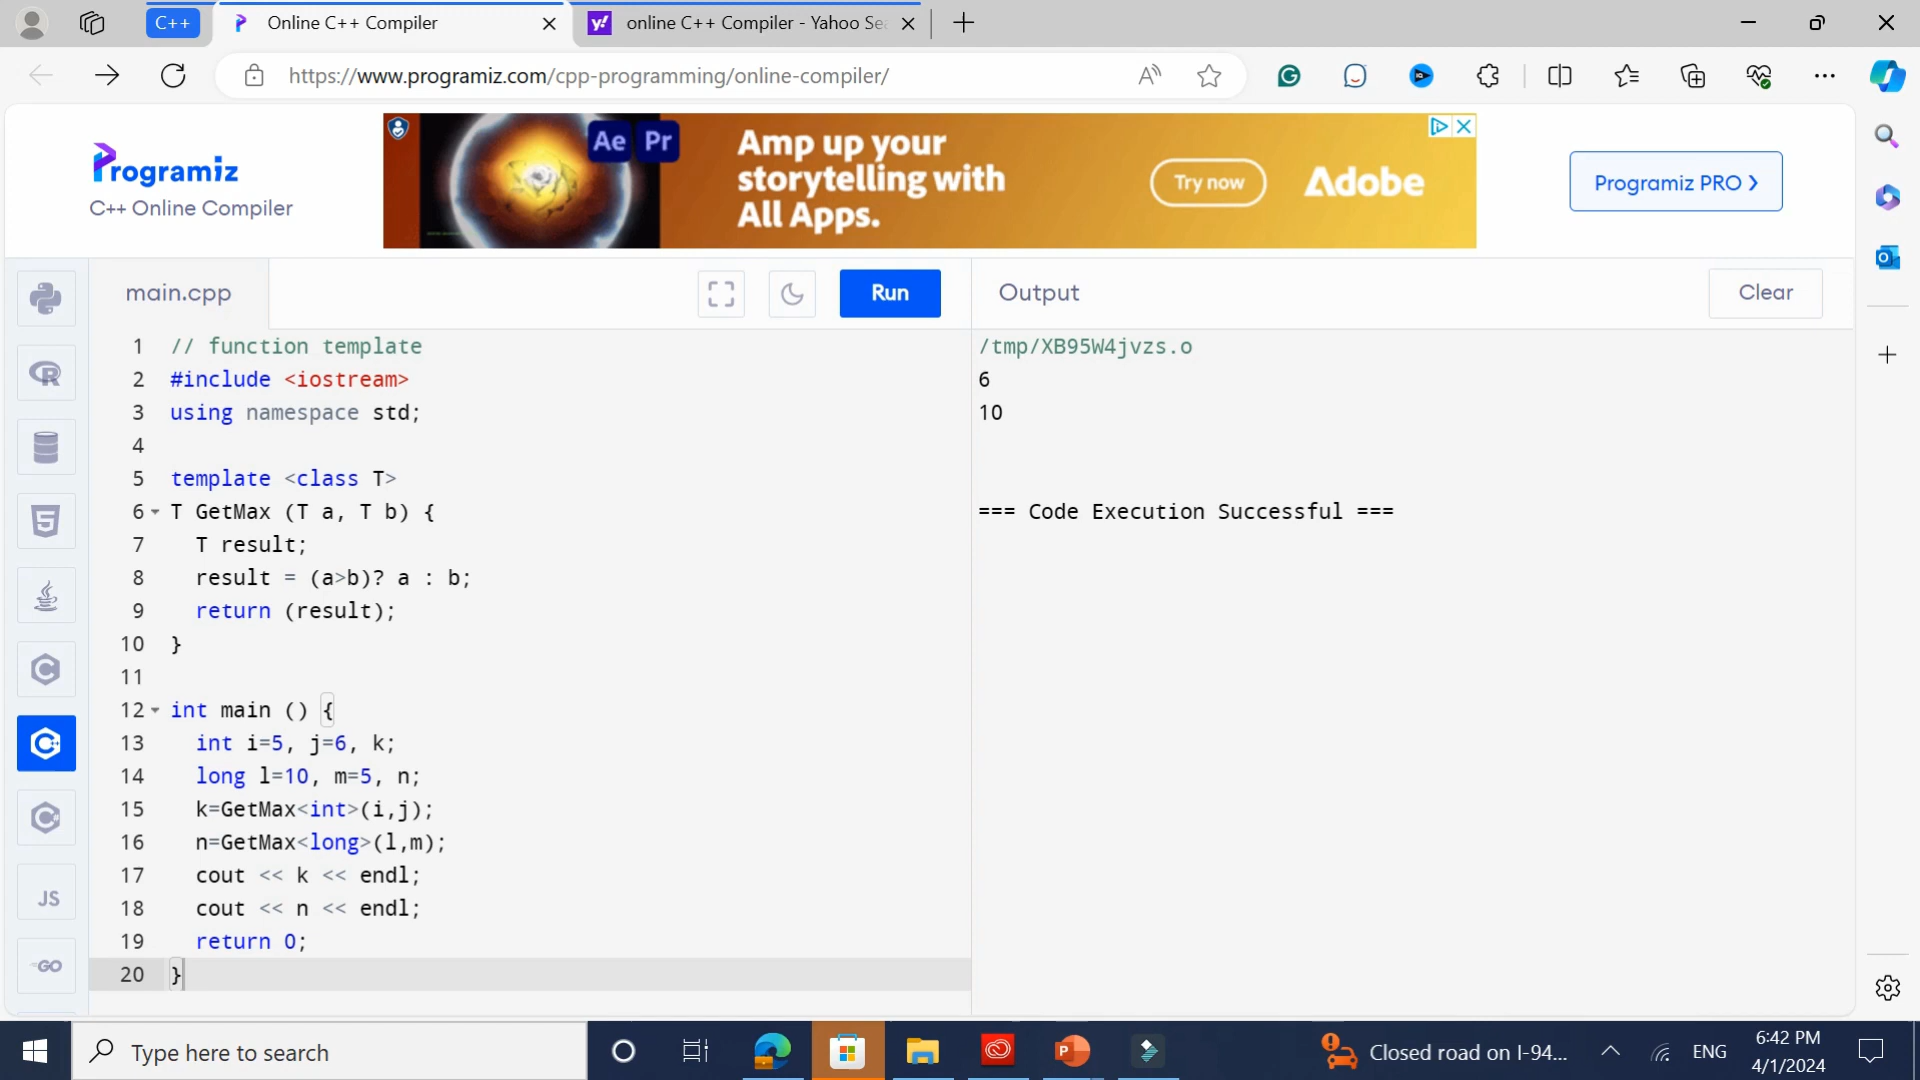 C++
Online C++ Compiler
online C++ Compiler - Yahoo Se
https://www.programiz.com/cpp-programming/online-compiler/
Programiz
C++ Online Compiler
Ae Pr
Amp up your
storytelling with
All Apps.
Try now
Adobe
Programiz PRO ❯
main.cpp
Run
Output
Clear
1 // function template
2 #include <iostream>
3 using namespace std;
4
5 template <class T>
6 T GetMax (T a, T b) {
7 T result;
8 result = (a>b)? a : b;
9 return (result);
10 }
11
12 int main () {
13 int i=5, j=6, k;
14 long l=10, m=5, n;
15 k=GetMax<int>(i,j);
16 n=GetMax<long>(l,m);
17 cout << k << endl;
18 cout << n << endl;
19 return 0;
20 }
/tmp/XB95W4jvzs.o
6
10
=== Code Execution Successful ===
JS
GO
Type here to search
Closed road on I-94...
ENG
6:42 PM
4/1/2024